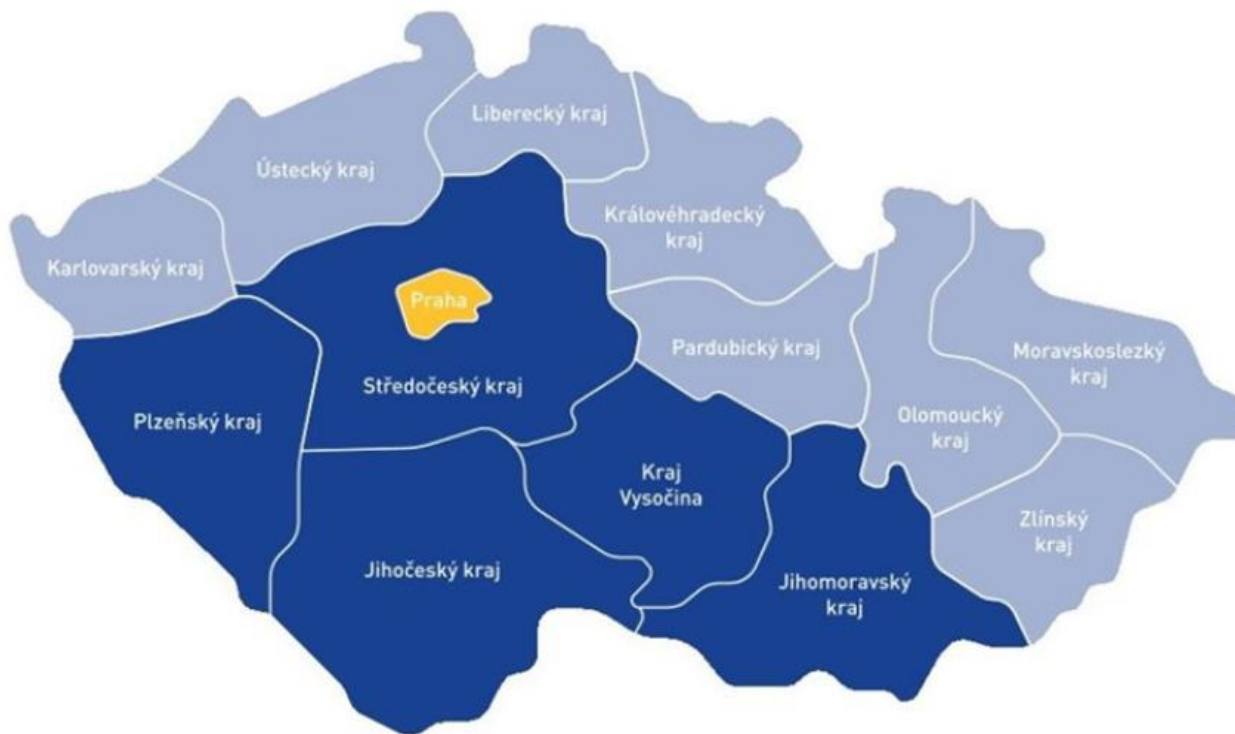 Liberecký kraj
Ústecký kraj
Královéhradecký
kraj
Karlovarský kraj
Praha
Pardubický kraj
Moravskoslezký
kraj
Středočeský kraj
Plzeňský kraj
Olomoucký
kraj
Kraj
Vysočina
Zlínský
kraj
Jihočeský kraj
Jihomoravský
kraj